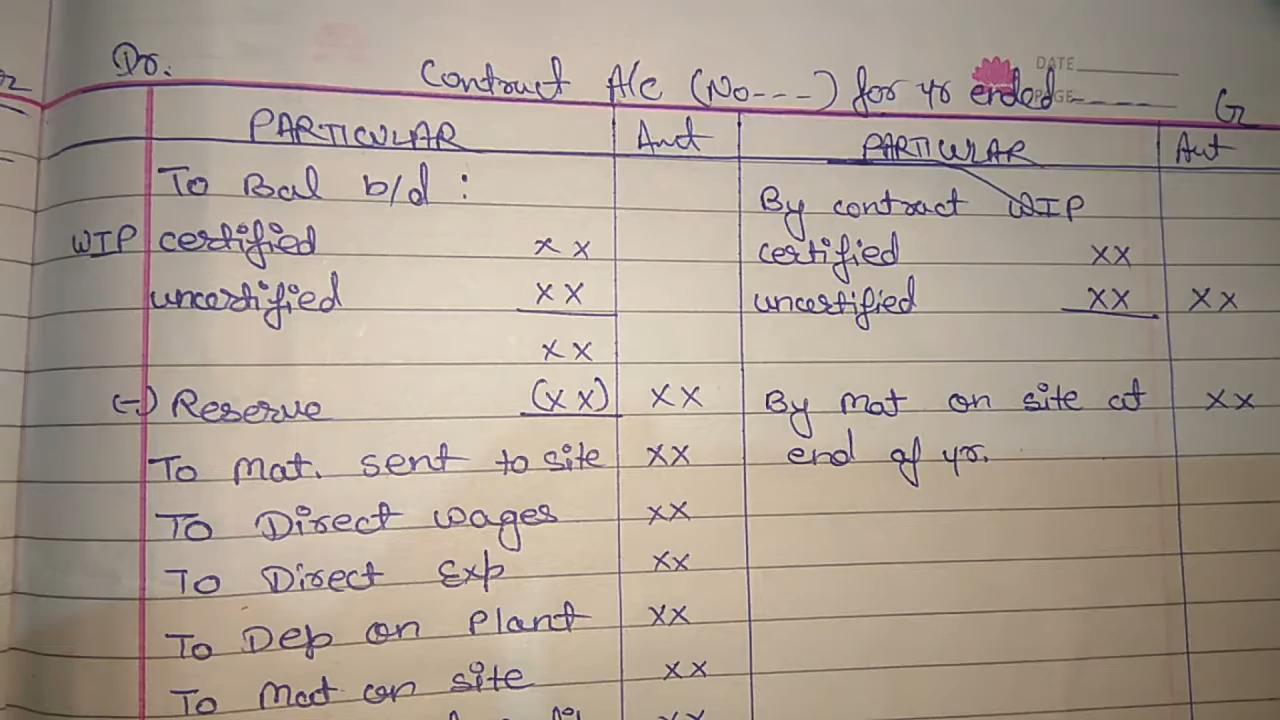 Dr. Contract A/c (No---) for yr ended ------ Cr
DATE
PAGE
PARTICULAR Amt PARTICULAR Amt
To Bal b/d :
By contract WIP
WIP certified xx certified xx
uncertified xx uncertified xx xx
xx
(-) Reserve (xx) xx By mat on site at xx
To mat. sent to site xx end of yr.
To Direct wages xx
To Direct Exp xx
To Dep on Plant xx
To mat on site xx
xx